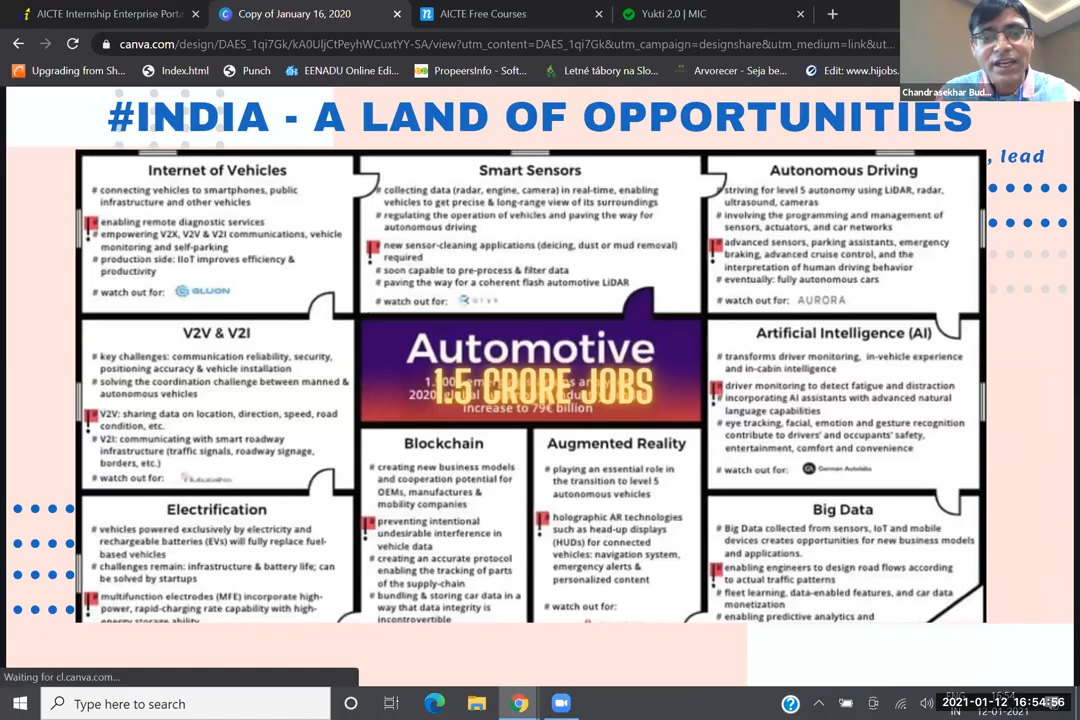 AICTE Internship Enterprise Porta
Copy of January 16, 2020
AICTE Free Courses
Yukti 2.0 | MIC
canva.com/design/DAES_1qi7Gk/kA0UljCtPeyhWCuxtYY-SA/view?utm_content=DAES_1qi7Gk&utm_campaign=designshare&utm_medium=link&ut...
Upgrading from Sh...
Index.html
Punch
EENADU Online Edi...
PropeersInfo - Soft...
Letné tábory na Slo...
Arvorecer - Seja be...
Edit: www.hijobs.
Chandrasekhar Bud...
#INDIA - A LAND OF OPPORTUNITIES
, lead
Internet of Vehicles
# connecting vehicles to smartphones, public
infrastructure and other vehicles
# enabling remote diagnostic services
# empowering V2X, V2V & V2I communications, vehicle
monitoring and self-parking
# production side: IIoT improves efficiency &
productivity
# watch out for: GLUON
Smart Sensors
# collecting data (radar, engine, camera) in real-time, enabling
vehicles to get precise & long-range view of its surroundings
# regulating the operation of vehicles and paving the way for
autonomous driving
# new sensor-cleaning applications (deicing, dust or mud removal)
required
# soon capable to pre-process & filter data
# paving the way for a coherent flash automotive LiDAR
# watch out for:
Autonomous Driving
# striving for level 5 autonomy using LiDAR, radar,
ultrasound, cameras
# involving the programming and management of
sensors, actuators, and car networks
# advanced sensors, parking assistants, emergency
braking, advanced cruise control, and the
interpretation of human driving behavior
# eventually: fully autonomous cars
# watch out for: AURORA
V2V & V2I
# key challenges: communication reliability, security,
positioning accuracy & vehicle installation
# solving the coordination challenge between manned &
autonomous vehicles
# V2V: sharing data on location, direction, speed, road
condition, etc.
# V2I: communicating with smart roadway
infrastructure (traffic signals, roadway signage,
borders, etc.)
# watch out for:
Automotive
1.5 CRORE JOBS
increase to 79€ billion
Artificial Intelligence (AI)
# transforms driver monitoring, in-vehicle experience
and in-cabin intelligence
# driver monitoring to detect fatigue and distraction
# incorporating AI assistants with advanced natural
language capabilities
# eye tracking, facial, emotion and gesture recognition
contribute to drivers' and occupants' safety,
entertainment, comfort and convenience
# watch out for: German Autolabs
Electrification
# vehicles powered exclusively by electricity and
rechargeable batteries (EVs) will fully replace fuel-
based vehicles
# challenges remain: infrastructure & battery life; can
be solved by startups
# multifunction electrodes (MFE) incorporate high-
power, rapid-charging rate capability with high-
energy storage ability
Blockchain
# creating new business models
and cooperation potential for
OEMs, manufactures &
mobility companies
# preventing intentional
undesirable interference in
vehicle data
# creating an accurate protocol
enabling the tracking of parts
of the supply-chain
# bundling & storing car data in a
way that data integrity is
incontrovertible
Augmented Reality
# playing an essential role in
the transition to level 5
autonomous vehicles
# holographic AR technologies
such as head-up displays
(HUDs) for connected
vehicles: navigation system,
emergency alerts &
personalized content
# watch out for:
Big Data
# Big Data collected from sensors, IoT and mobile
devices creates opportunities for new business models
and applications.
# enabling engineers to design road flows according
to actual traffic patterns
# fleet learning, data-enabled features, and car data
monetization
# enabling predictive analytics and
Waiting for cl.canva.com...
Type here to search
ENG
IN
16:54
12-01-2021
2021-01-12 16:54:56